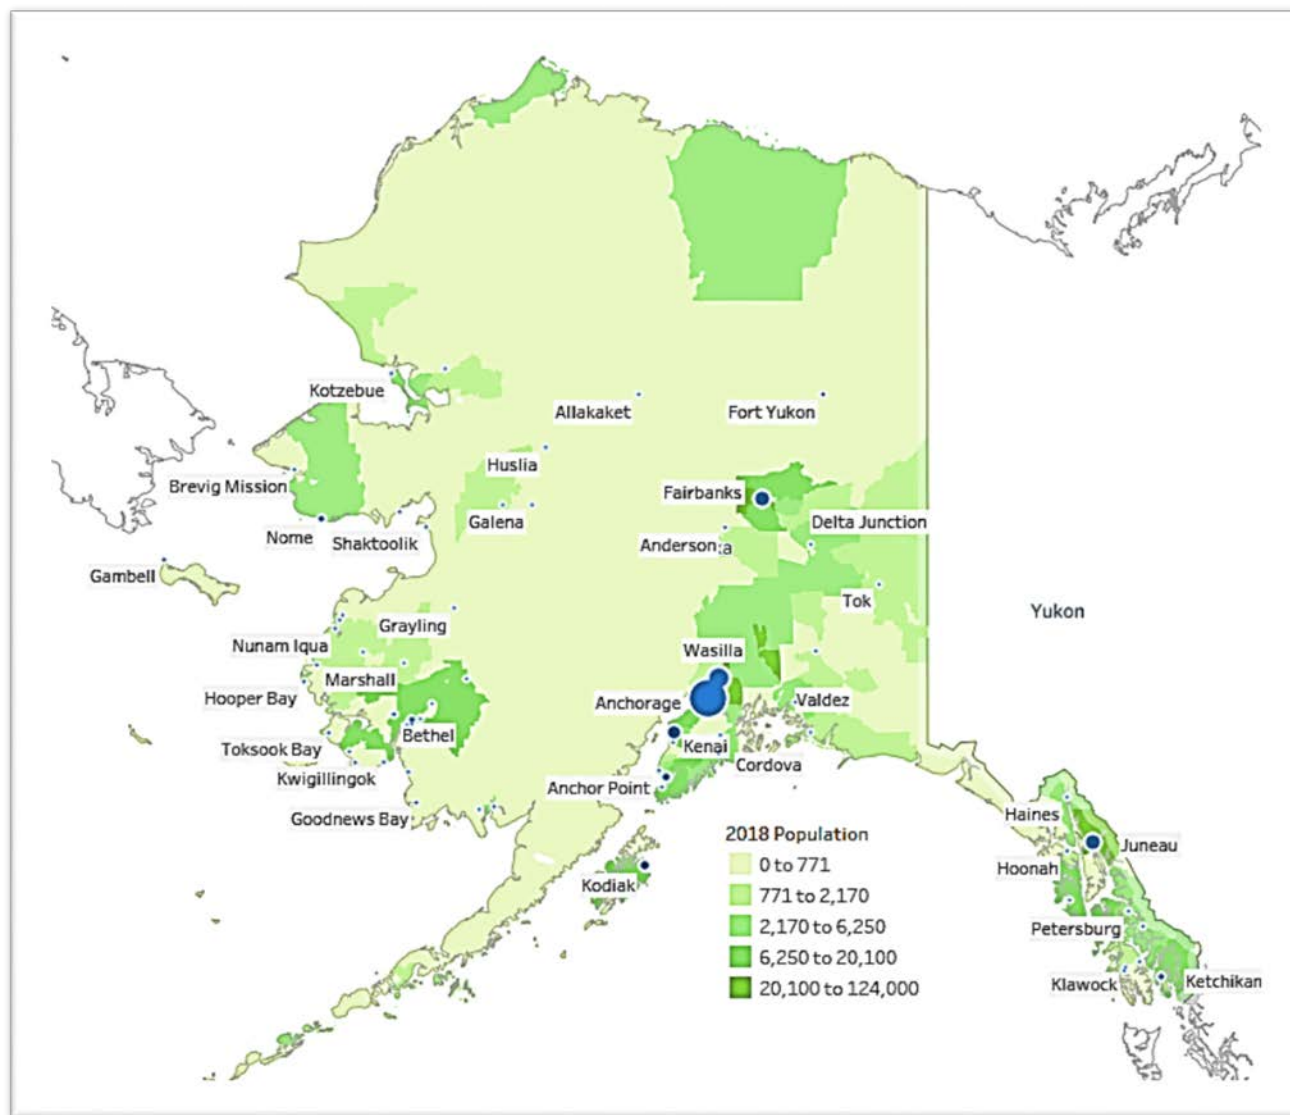 Kotzebue
Allakaket
Fort Yukon
Huslia
Brevig Mission
Fairbanks
Galena
Delta Junction
Nome
Shaktoolik
Anderson
a
Gambell
Tok
Grayling
Yukon
Nunam Iqua
Wasilla
Marshall
Hooper Bay
Anchorage
Valdez
Bethel
Toksook Bay
Kenai
Cordova
Kwigillingok
Anchor Point
Goodnews Bay
Haines
2018 Population
0 to 771
771 to 2,170
2,170 to 6,250
6,250 to 20,100
20,100 to 124,000
Juneau
Hoonah
Kodiak
Petersburg
Klawock
Ketchikan